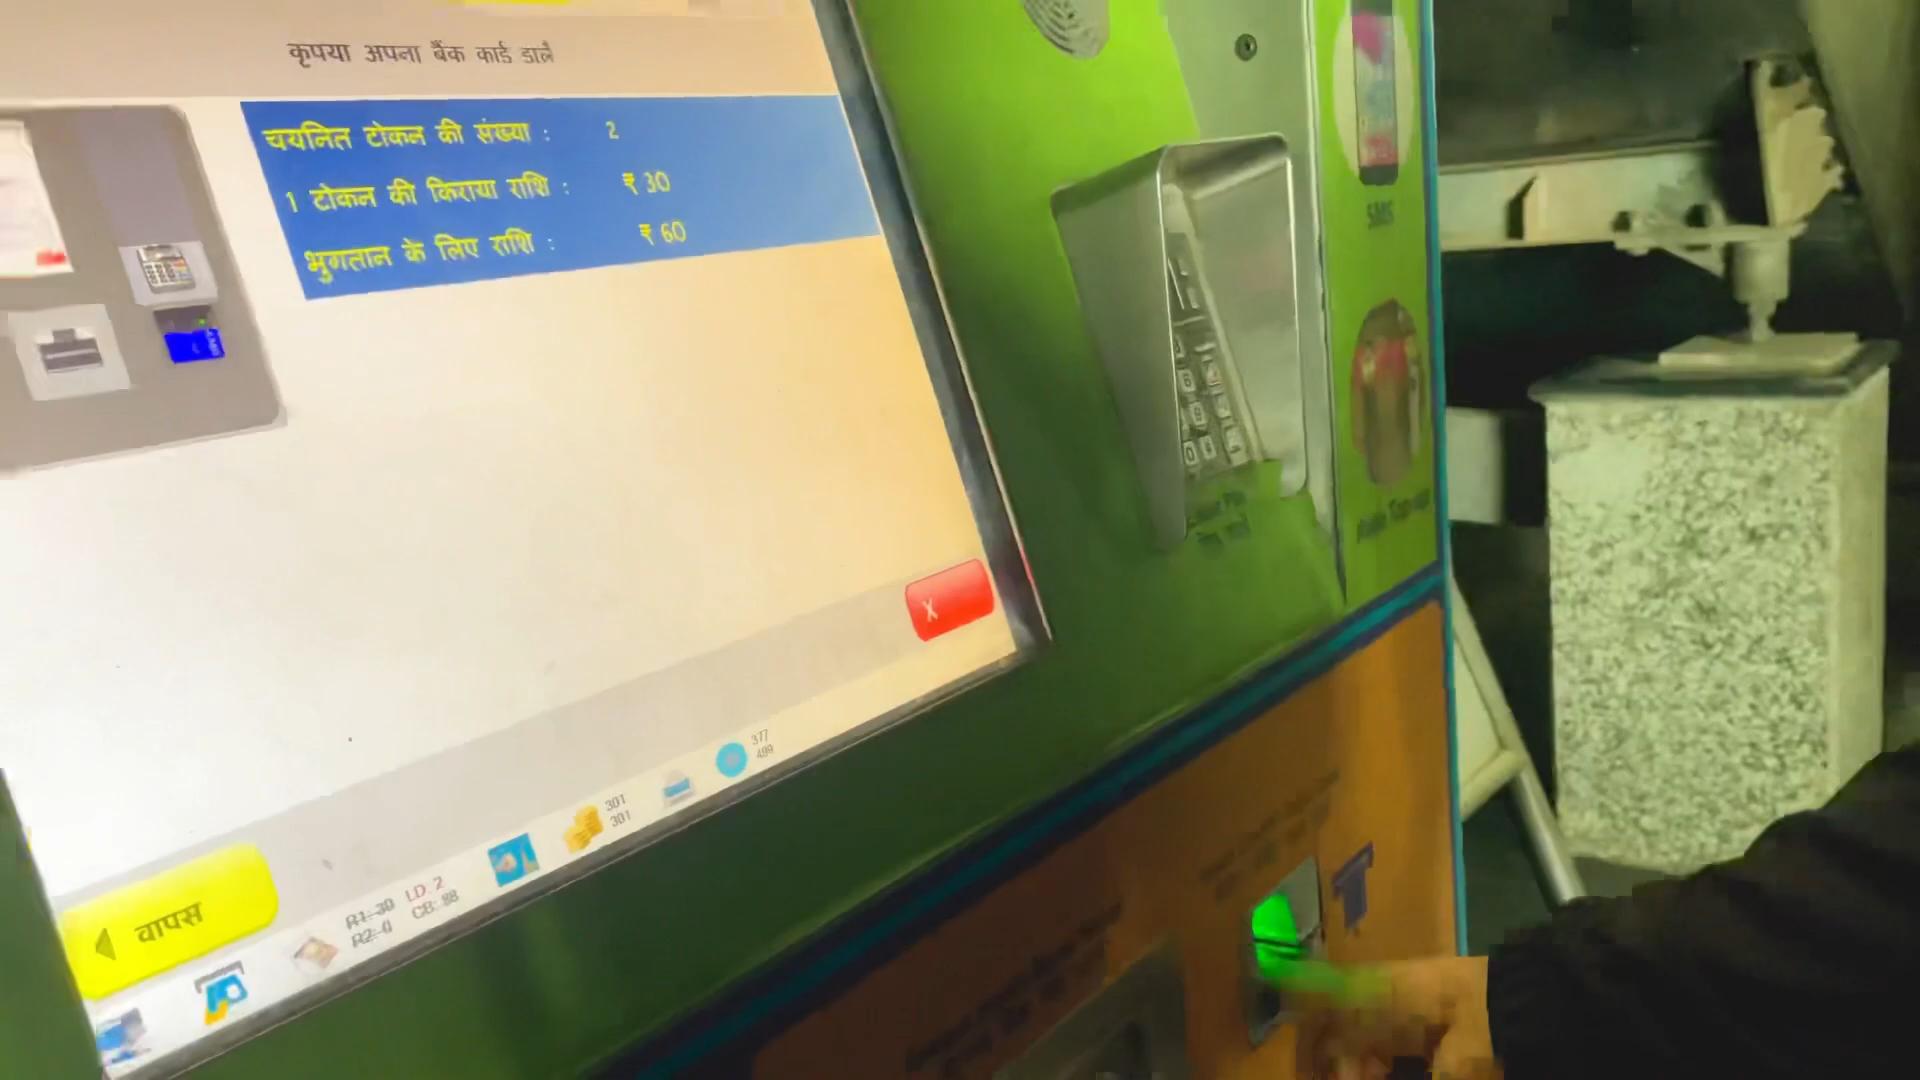 कृपया अपना बैंक कार्ड डालें
चयनित टोकन की संख्या : 2
1 टोकन की किराया राशि : ₹ 30
भुगतान के लिए राशि : ₹ 60
X
SMS
377
499
301
301
LD. 2
R1:-30
CB:-88
R2:-0
वापस